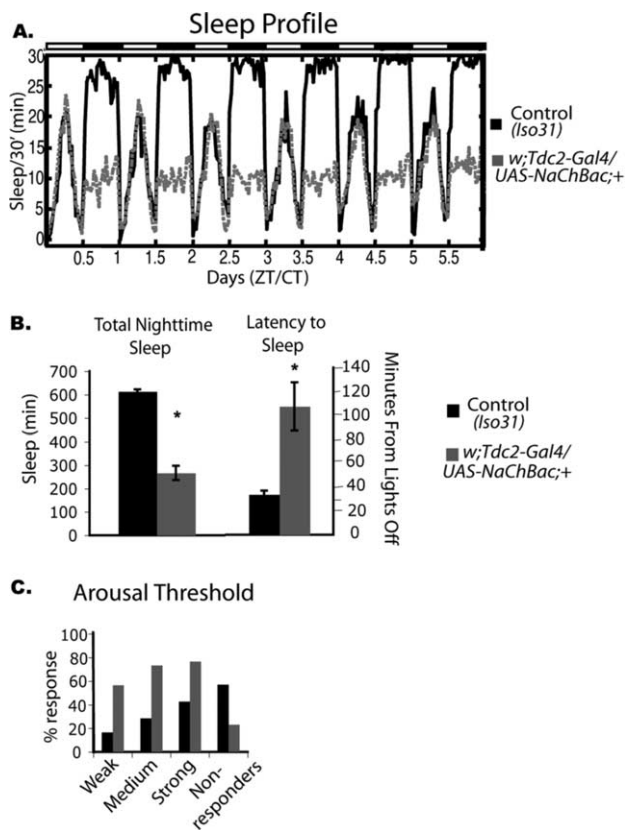 A.
Sleep Profile
Sleep/30' (min)
30
25
20
15
10
5
0
0.5 1 1.5 2 2.5 3 3.5 4 4.5 5 5.5
Days (ZT/CT)
Control
(Iso31)
w;Tdc2-Gal4/
UAS-NaChBac;+
B.
Total Nighttime
Sleep
Latency to
Sleep
Sleep (min)
700
600
500
400
300
200
100
0
*
*
140
120
100
80
60
40
20
0
Minutes From Lights Off
Control
(Iso31)
w;Tdc2-Gal4/
UAS-NaChBac;+
C.
Arousal Threshold
% response
100
80
60
40
20
0
Weak
Medium
Strong
Non-
responders